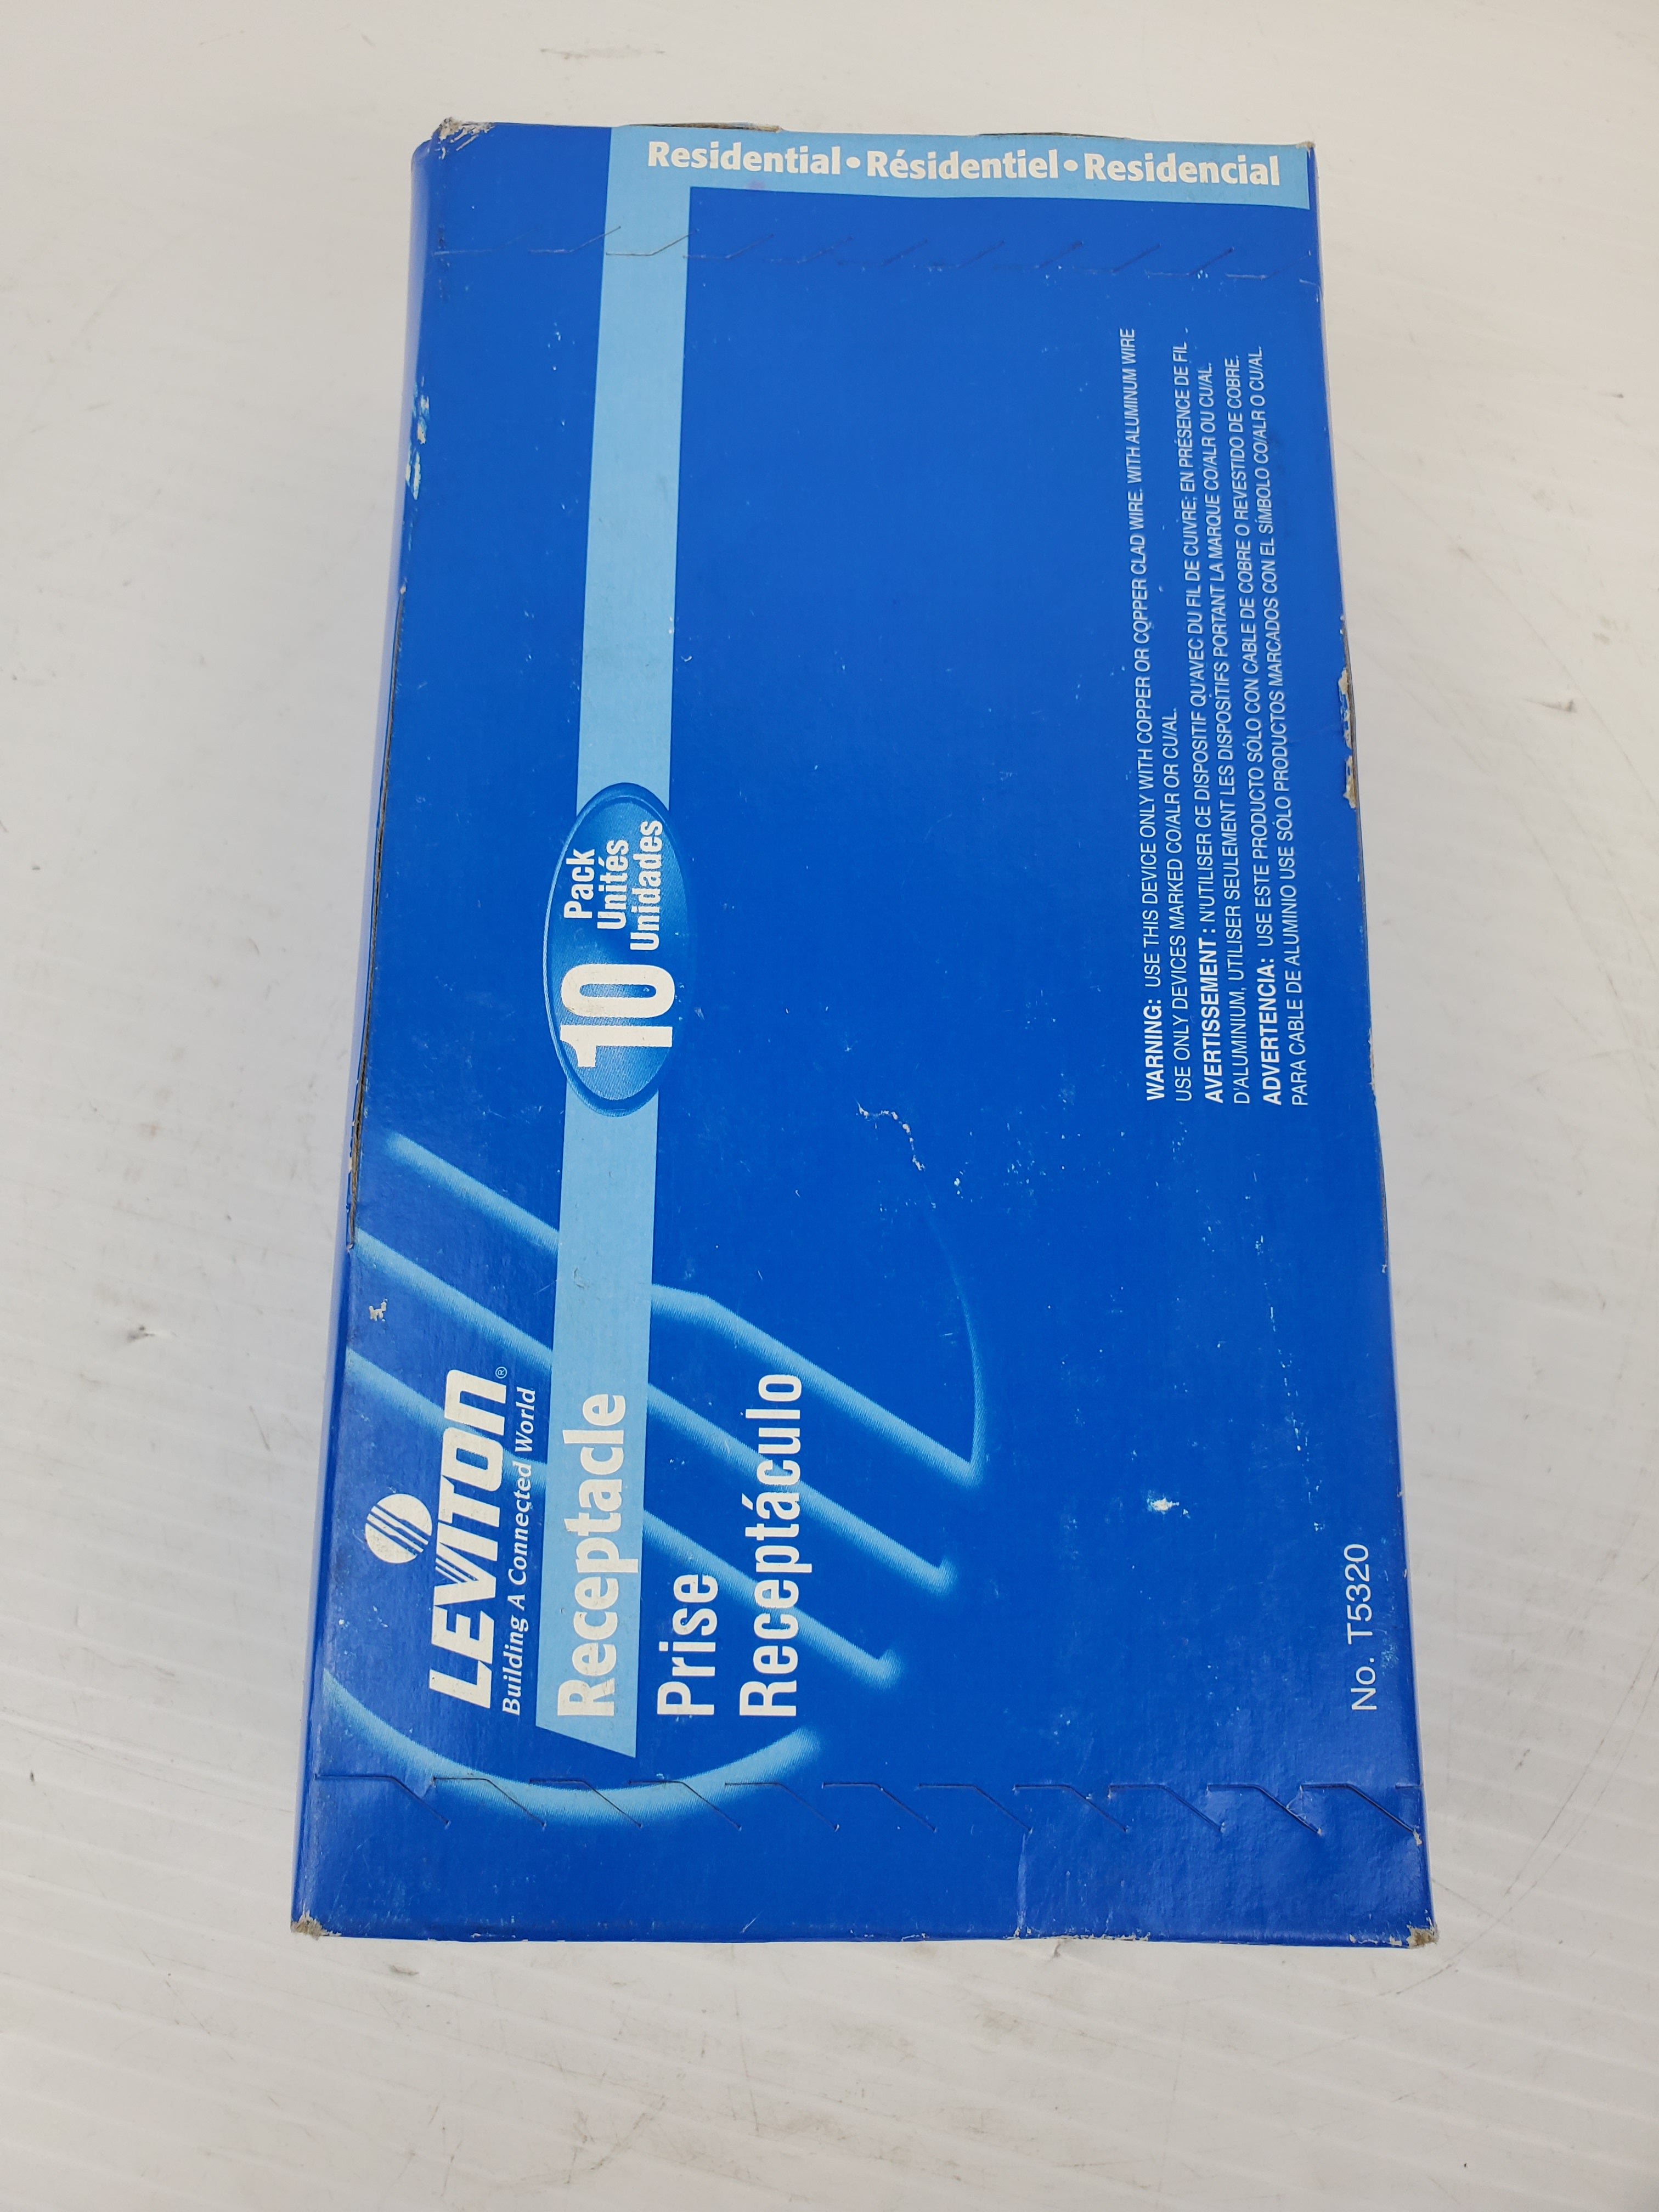 Residential • Résidentiel • Residencial
LEVITON®
Building A Connected World
Receptacle
Prise
Receptáculo
10
Pack
Unités
Unidades
WARNING: USE THIS DEVICE ONLY WITH COPPER OR COPPER CLAD WIRE. WITH ALUMINUM WIRE
USE ONLY DEVICES MARKED CO/ALR OR CU/AL.
AVERTISSEMENT : N'UTILISER CE DISPOSITIF QU'AVEC DU FIL DE CUIVRE; EN PRÉSENCE DE FIL
D'ALUMINIUM, UTILISER SEULEMENT LES DISPOSITIFS PORTANT LA MARQUE CO/ALR OU CU/AL.
ADVERTENCIA: USE ESTE PRODUCTO SÓLO CON CABLE DE COBRE O REVESTIDO DE COBRE.
PARA CABLE DE ALUMINIO USE SÓLO PRODUCTOS MARCADOS CON EL SÍMBOLO CO/ALR O CU/AL.
No. T5320